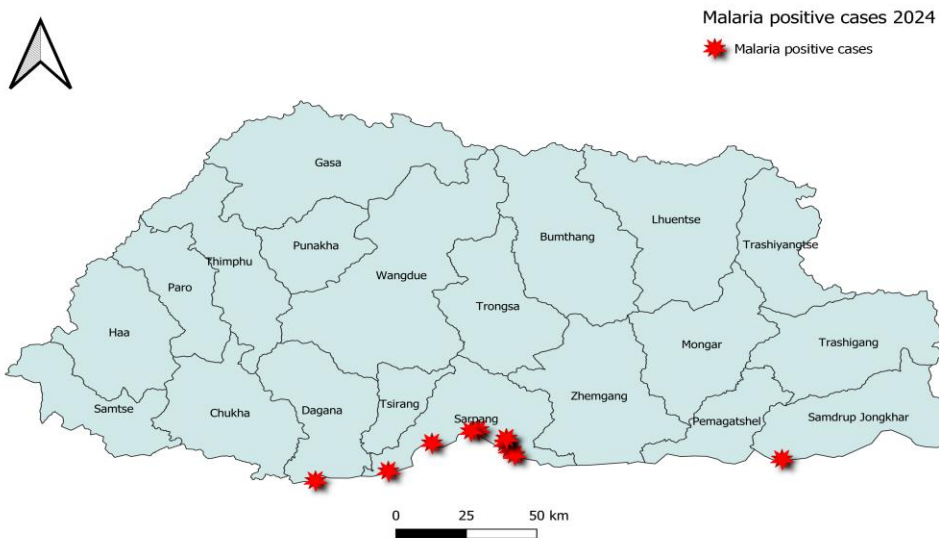 Malaria positive cases 2024
Malaria positive cases
Gasa
Lhuentse
Punakha
Bumthang
Trashiyangtse
Thimphu
Wangdue
Paro
Trongsa
Haa
Mongar
Trashigang
Zhemgang
Tsirang
Samtse
Chukha
Dagana
Sarpang
Pemagatshel
Samdrup Jongkhar
0 25 50 km